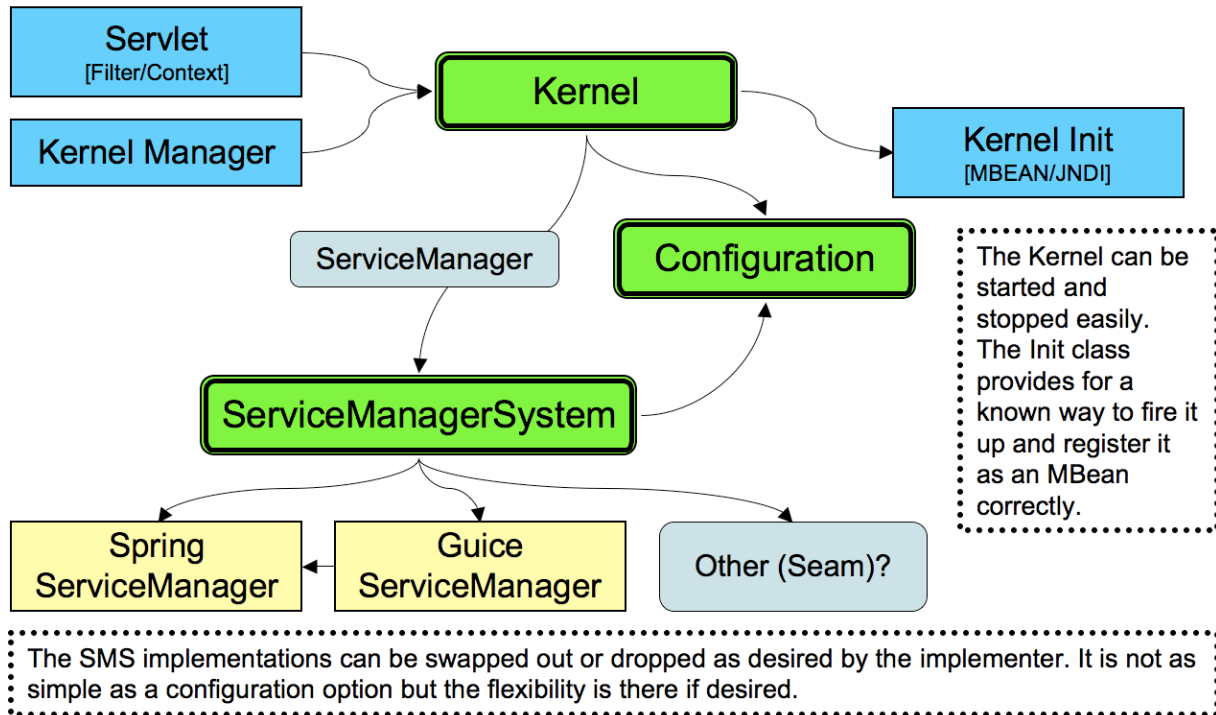 Servlet
[Filter/Context]
Kernel
Kernel Manager
Kernel Init
[MBEAN/JNDI]
ServiceManager
Configuration
The Kernel can be
started and
stopped easily.
The Init class
provides for a
known way to fire it
up and register it
as an MBean
correctly.
ServiceManagerSystem
Spring
ServiceManager
Guice
ServiceManager
Other (Seam)?
The SMS implementations can be swapped out or dropped as desired by the implementer. It is not as
simple as a configuration option but the flexibility is there if desired.